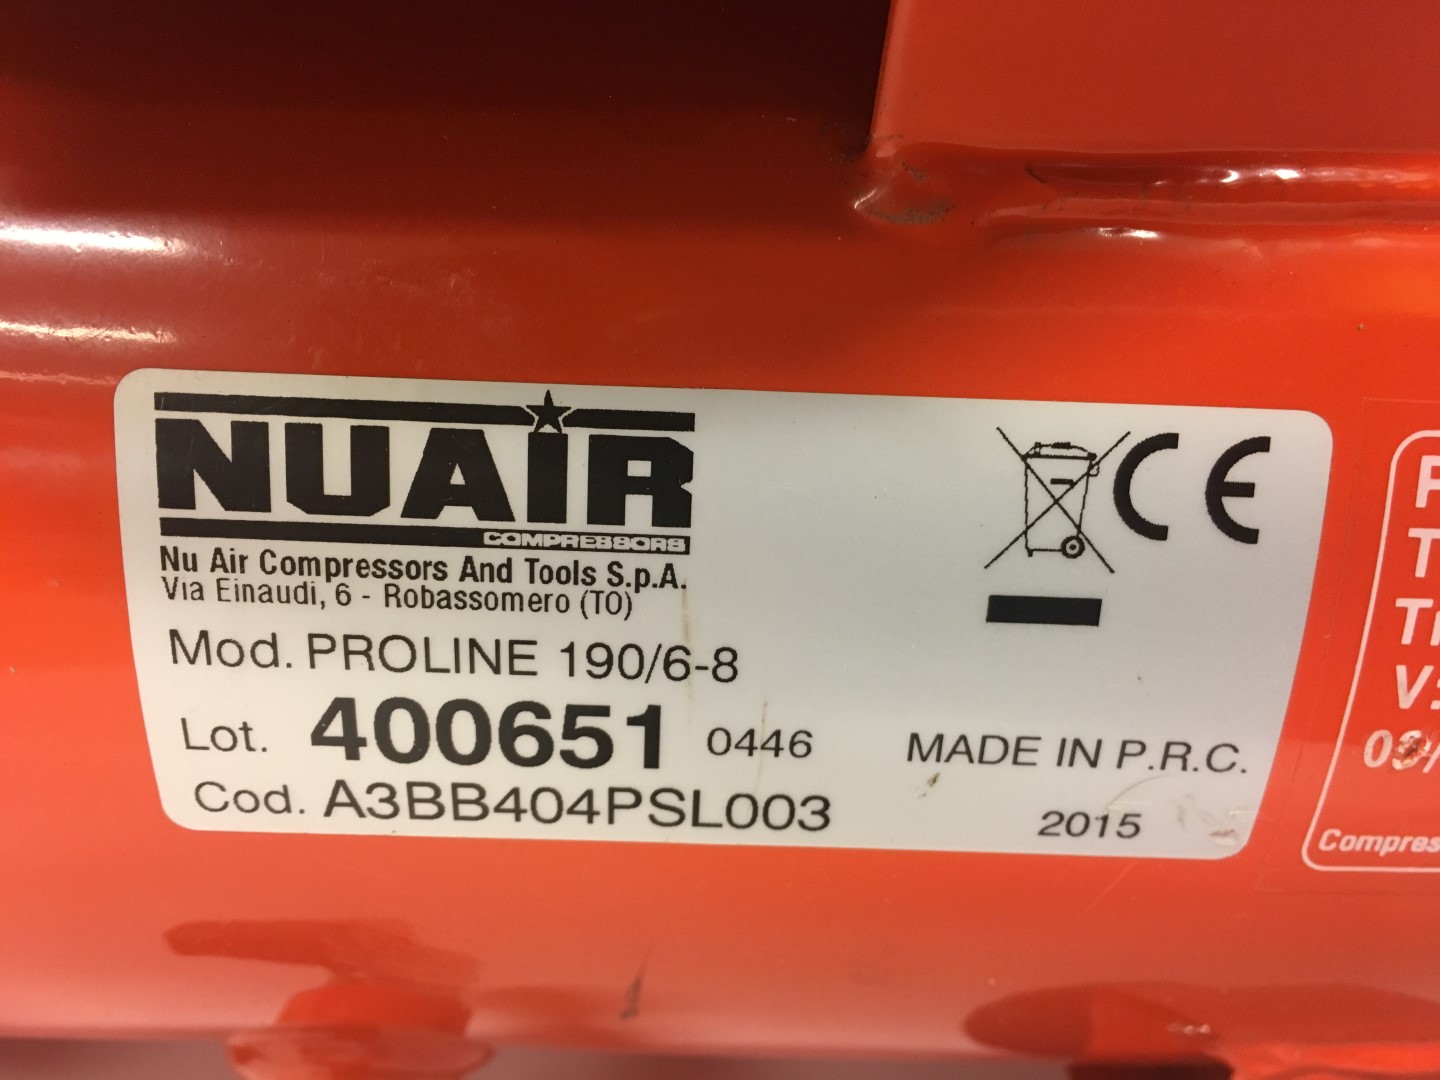 NUAIR
COMPRESSORS
Nu Air Compressors And Tools S.p.A.
Via Einaudi, 6 - Robassomero (TO)
Mod. PROLINE 190/6-8
Lot. 400651 0446
Cod. A3BB404PSL003
CE
MADE IN P.R.C.
2015